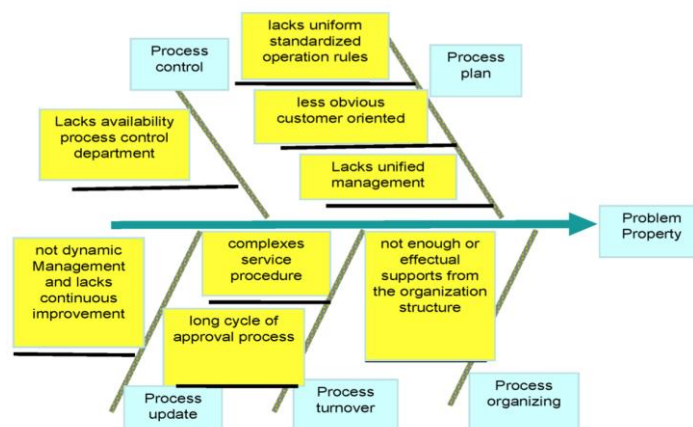 lacks uniform
standardized
operation rules
Process
control
Process
plan
less obvious
customer oriented
Lacks availability
process control
department
Lacks unified
management
Problem
Property
not dynamic
Management
and lacks
continuous
improvement
complexes
service
procedure
not enough or
effectual supports from
the organization
structure
long cycle of
approval process
Process
update
Process
turnover
Process
organizing